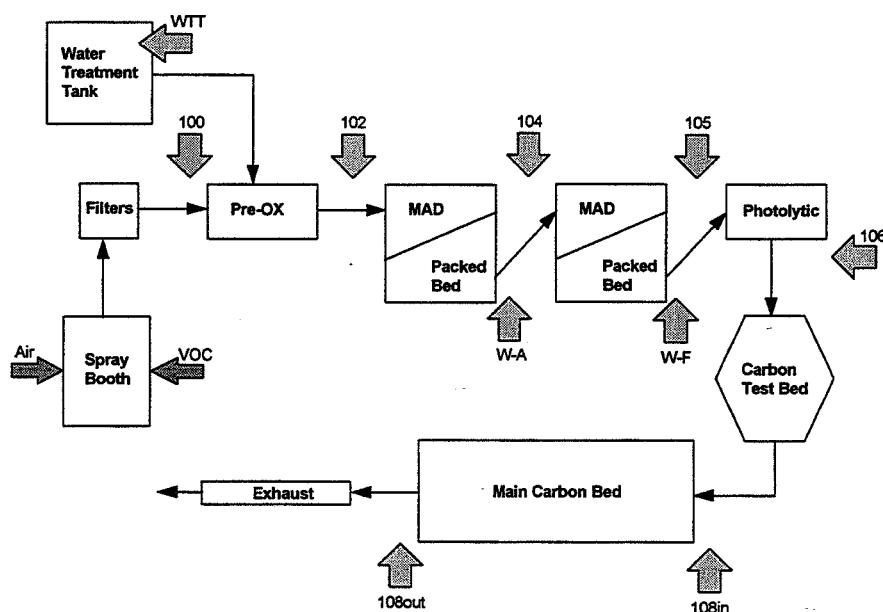 WTT
Water
Treatment
Tank
100
102
104
105
Filters
Pre-OX
MAD
Packed
Bed
MAD
Packed
Bed
Photolytic
106
Air
Spray
Booth
VOC
W-A
W-F
Carbon
Test Bed
Exhaust
Main Carbon Bed
108out
108in